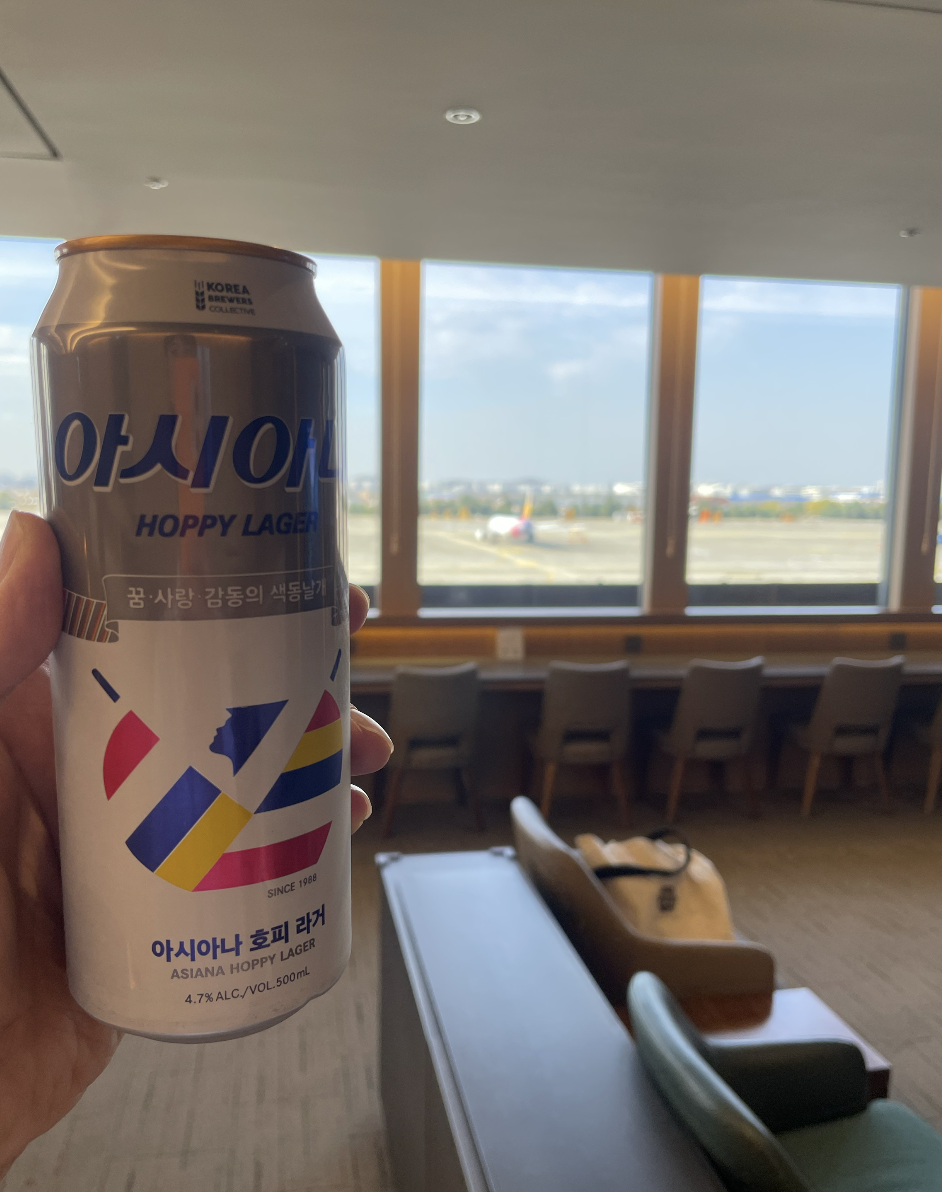 KOREA
BREWERS
COLLECTIVE
아시아나
HOPPY LAGER
꿈·사랑·감동의 색동날개
SINCE 1988
아시아나 호피 라거
ASIANA HOPPY LAGER
4.7% ALC./VOL.500mL